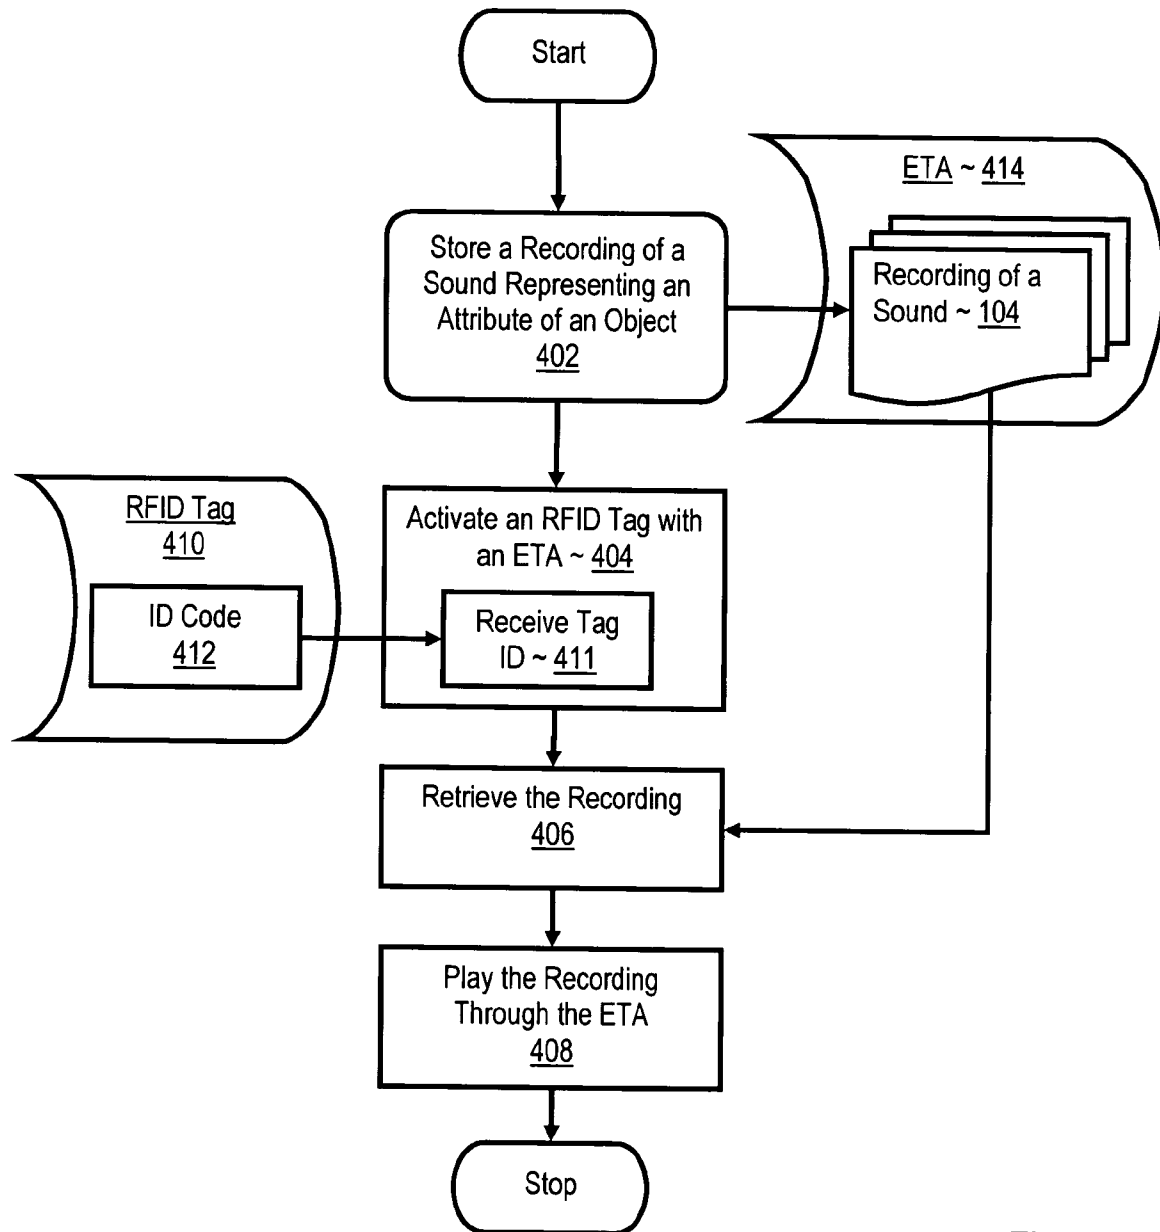 Start
ETA ~ 414
Store a Recording of a
Sound Representing an
Attribute of an Object
402
Recording of a
Sound ~ 104
RFID Tag
410
ID Code
412
Activate an RFID Tag with
an ETA ~ 404
Receive Tag
ID ~ 411
Retrieve the Recording
406
Play the Recording
Through the ETA
408
Stop